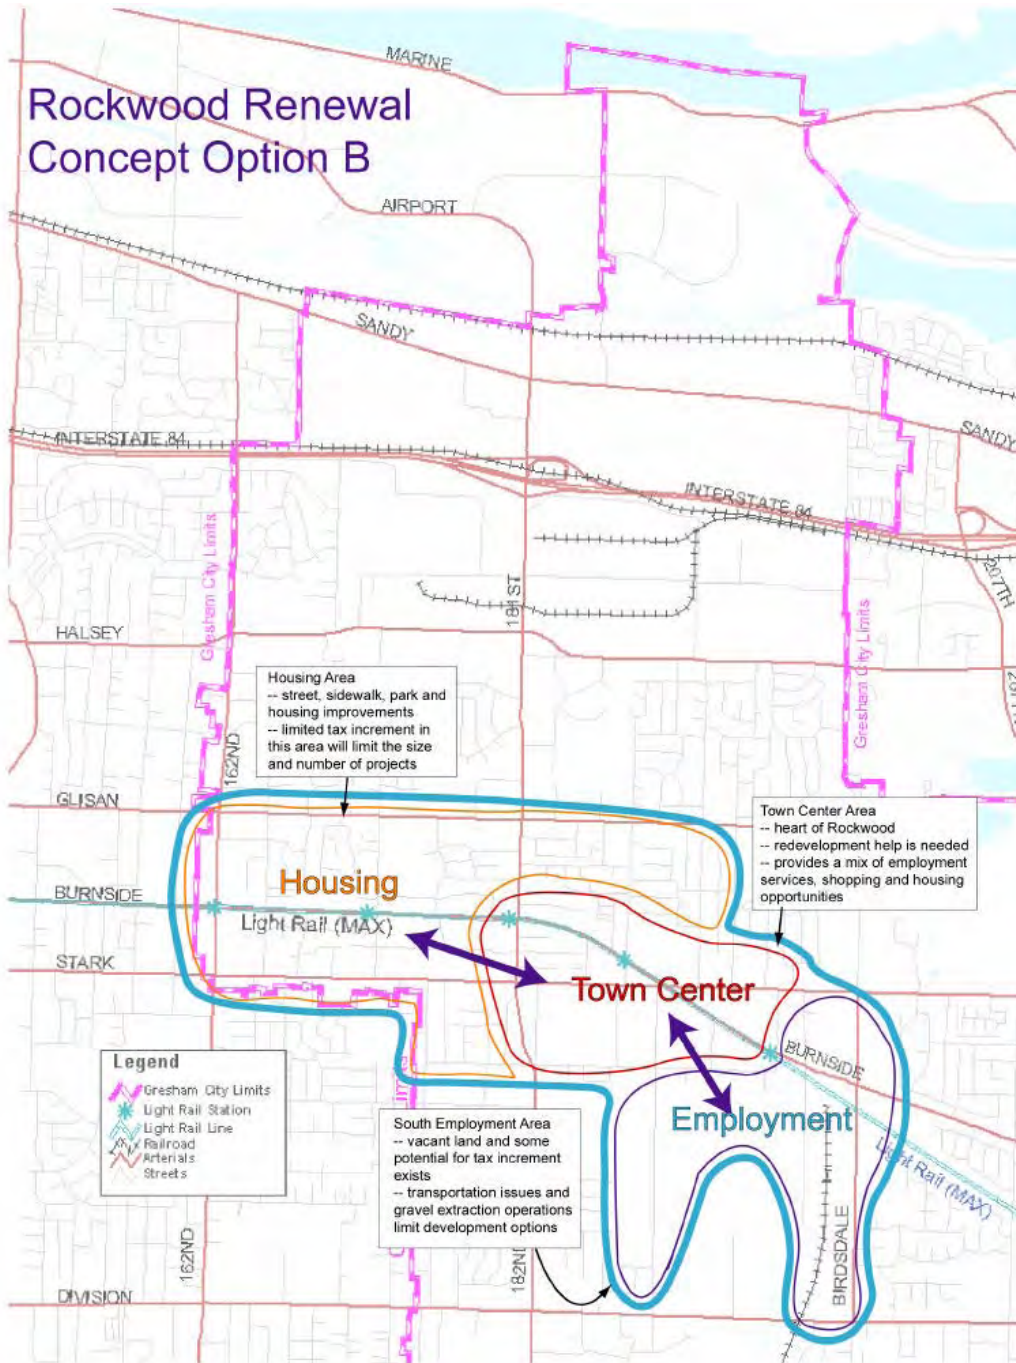 MARINE
Rockwood Renewal
Concept Option B
AIRPORT
SANDY
SANDY
INTERSTATE 84
INTERSTATE 84
Gresham City Limits
181ST
207TH
HALSEY
Gresham City Limits
Housing Area
-- street, sidewalk, park and
housing improvements
-- limited tax increment in
this area will limit the size
and number of projects
162ND
GLISAN
Town Center Area
-- heart of Rockwood
-- redevelopment help is needed
-- provides a mix of employment
services, shopping and housing
opportunities
Housing
BURNSIDE
Light Rail (MAX)
STARK
Town Center
BURNSIDE
Legend
Gresham City Limits
Light Rail Station
Light Rail Line
Railroad
Arterials
Streets
Employment
South Employment Area
-- vacant land and some
potential for tax increment
exists
-- transportation issues and
gravel extraction operations
limit development options
Light Rail (MAX)
162ND
182ND
BIRDSDALE
DIVISION